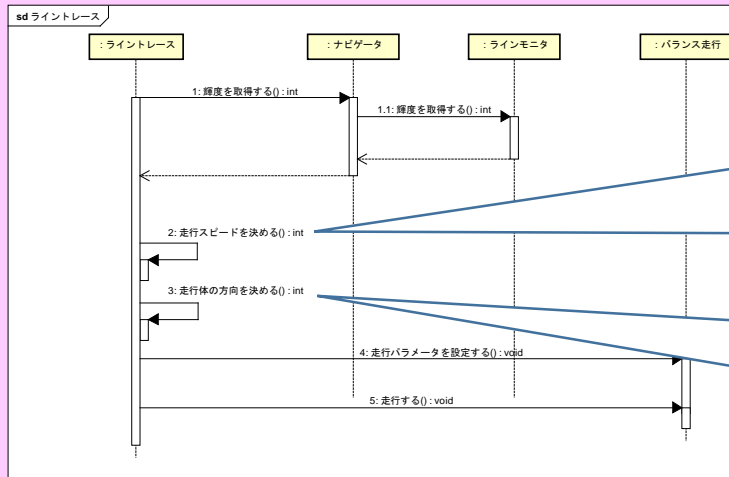 sd ライントレース
: ライントレース
: ナビゲータ
: ラインモニタ
: バランス走行
1: 輝度を取得する() : int
1.1: 輝度を取得する() : int
2: 走行スピードを決める() : int
3: 走行体の方向を決める() : int
4: 走行パラメータを設定する() : void
5: 走行する() : void